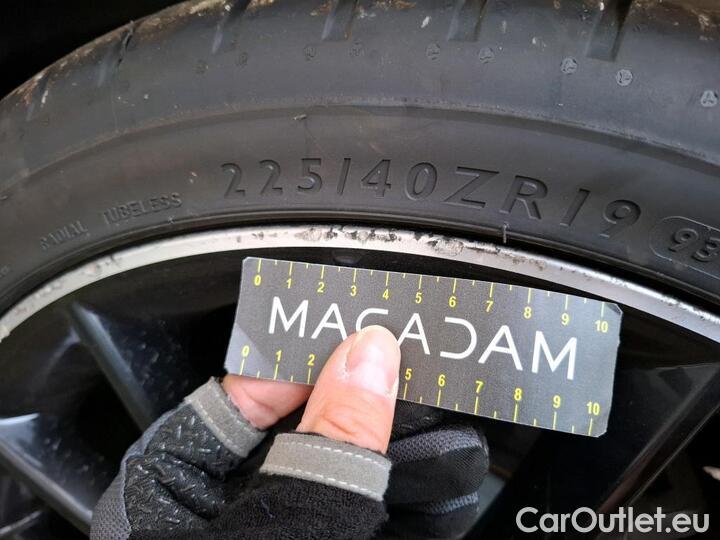 RADIAL TUBELESS 225/40ZR19 93
0 1 2 3 4 5 6 7 8 9 10
MACADAM
0 1 2 5 6 7 8 9 10
CarOutlet.eu